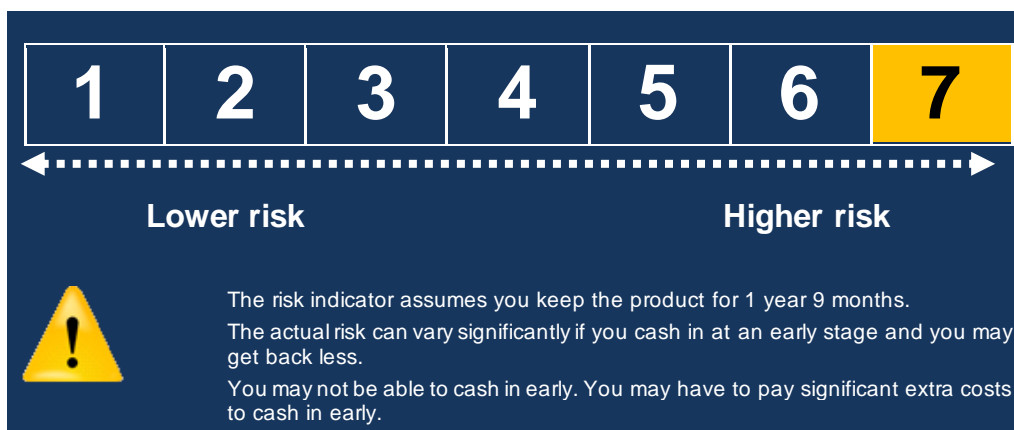 1 2 3 4 5 6 7
Lower risk Higher risk
The risk indicator assumes you keep the product for 1 year 9 months.
The actual risk can vary significantly if you cash in at an early stage and you may
get back less.
You may not be able to cash in early. You may have to pay significant extra costs
to cash in early.